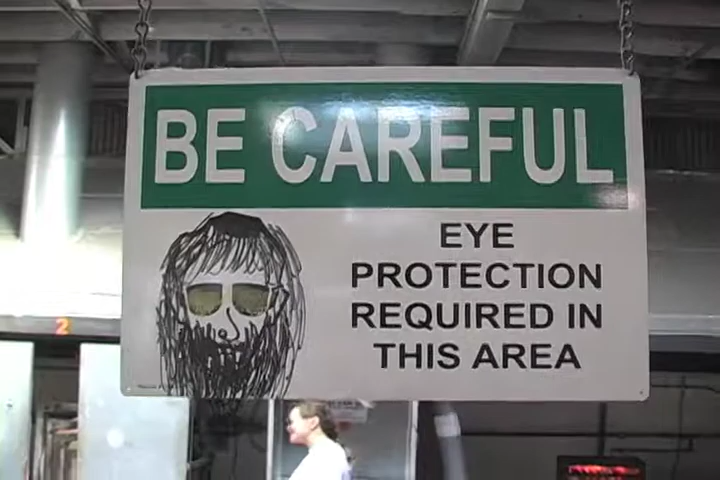 BE CAREFUL
EYE
PROTECTION
REQUIRED IN
THIS AREA
2